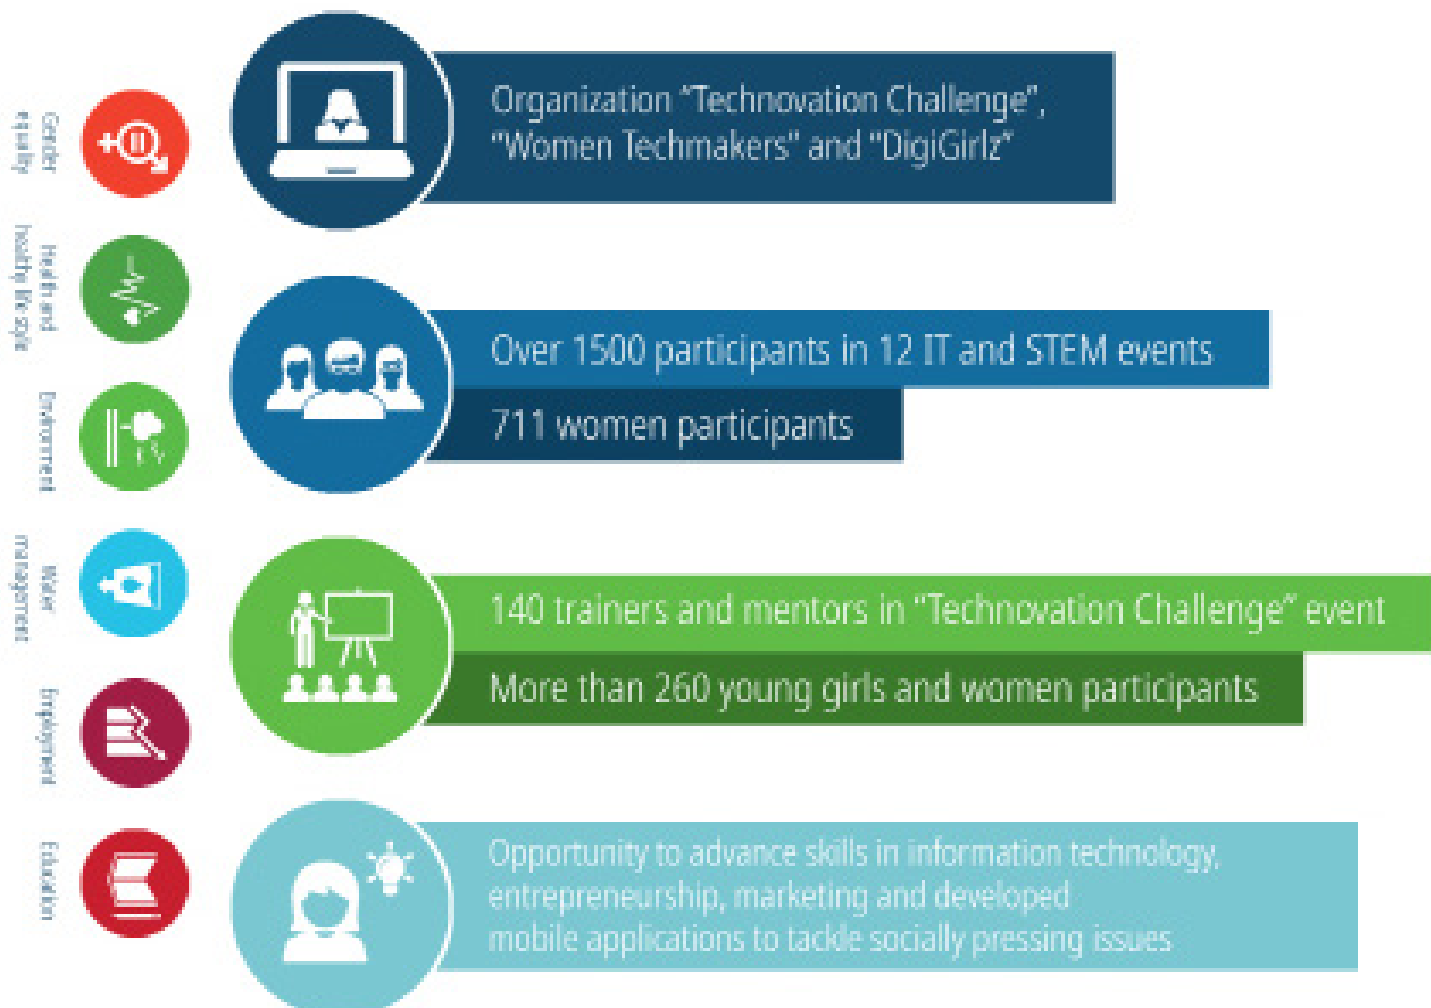 Gender
equality
Health and
healthy life style
Environment
Water
management
Employment
Education
Organization “Technovation Challenge”,
“Women Techmakers” and “DigiGirlz”
Over 1500 participants in 12 IT and STEM events
711 women participants
140 trainers and mentors in “Technovation Challenge” event
More than 260 young girls and women participants
Opportunity to advance skills in information technology,
entrepreneurship, marketing and developed
mobile applications to tackle socially pressing issues